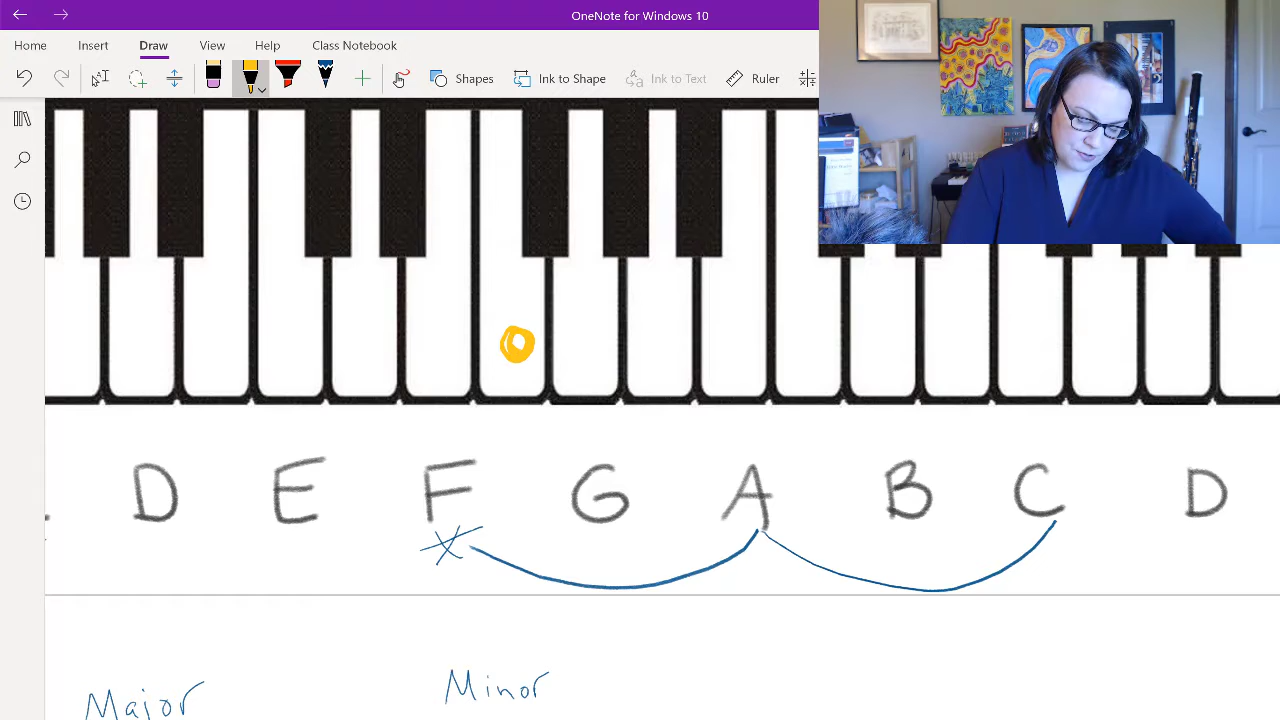 OneNote for Windows 10
Home Insert Draw View Help Class Notebook
Shapes Ink to Shape Ink to Text Ruler
D E F G A B C D
Major Minor